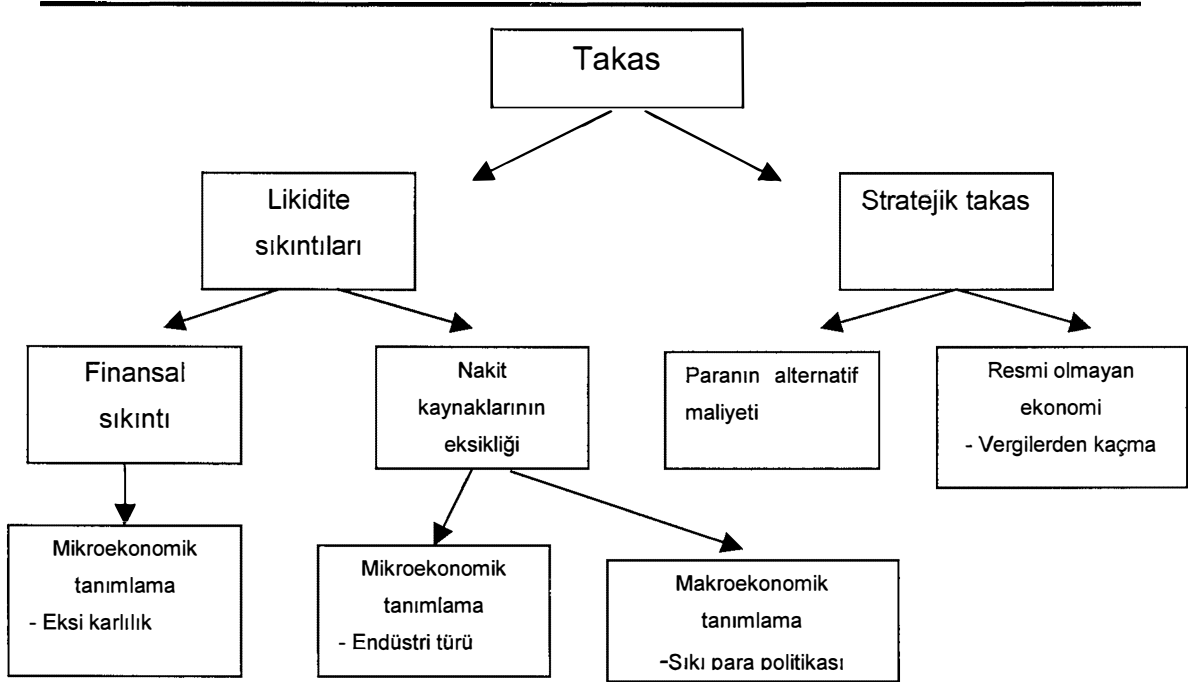 Takas
Likidite
sıkıntıları
Stratejik takas
Finansal
sıkıntı
Nakit
kaynaklarının
eksikliği
Paranın alternatif
maliyeti
Resmi olmayan
ekonomi
- Vergilerden kaçma
Mikroekonomik
tanımlama
- Eksi karlılık
Mikroekonomik
tanımlama
- Endüstri türü
Makroekonomik
tanımlama
-Sıkı para politikası